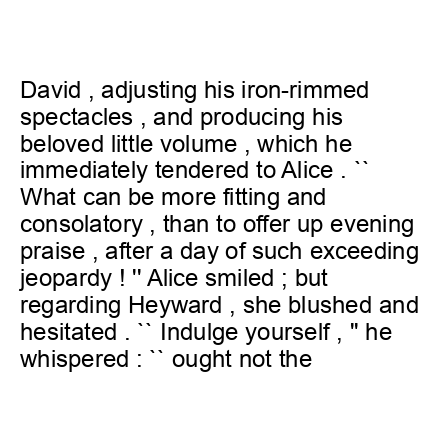 David , adjusting his iron-rimmed
spectacles , and producing his
beloved little volume , which he
immediately tendered to Alice . ``
What can be more fitting and
consolatory , than to offer up evening
praise , after a day of such exceeding
jeopardy ! '' Alice smiled ; but
regarding Heyward , she blushed and
hesitated . `` Indulge yourself , '' he
whispered : `` ought not the